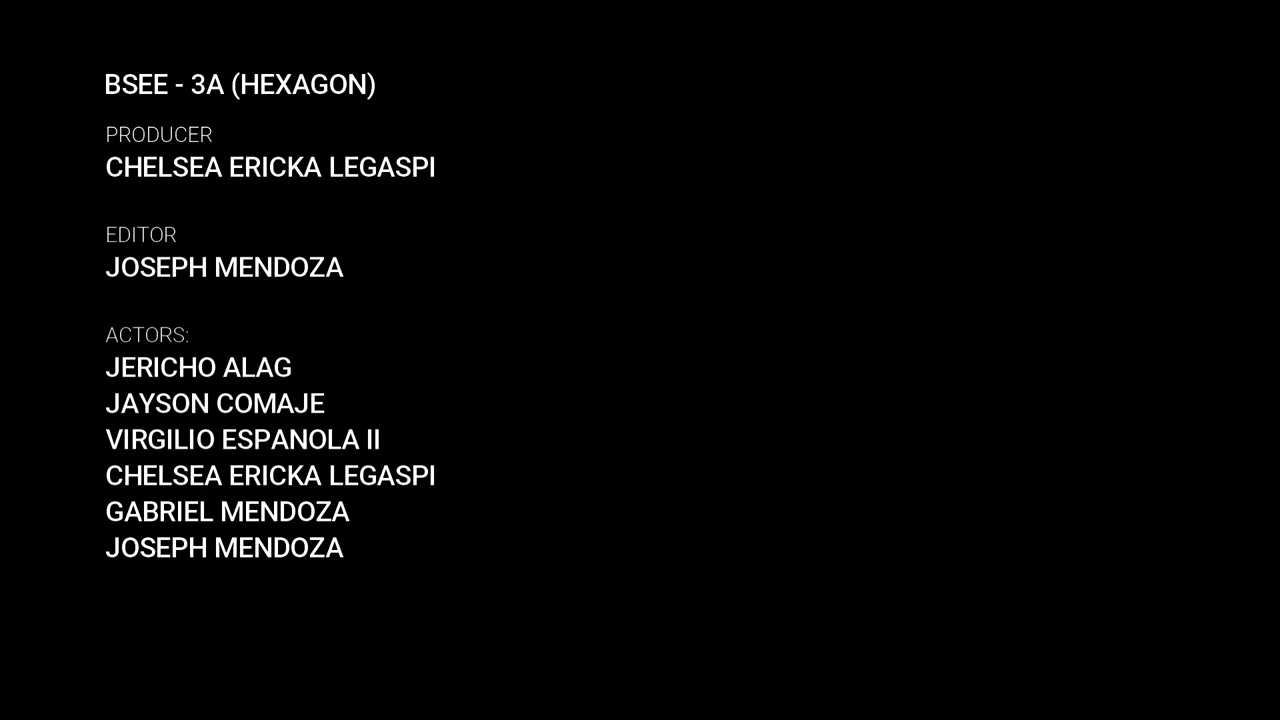 BSEE - 3A (HEXAGON)
PRODUCER
CHELSEA ERICKA LEGASPI
EDITOR
JOSEPH MENDOZA
ACTORS:
JERICHO ALAG
JAYSON COMAJE
VIRGILIO ESPANOLA II
CHELSEA ERICKA LEGASPI
GABRIEL MENDOZA
JOSEPH MENDOZA